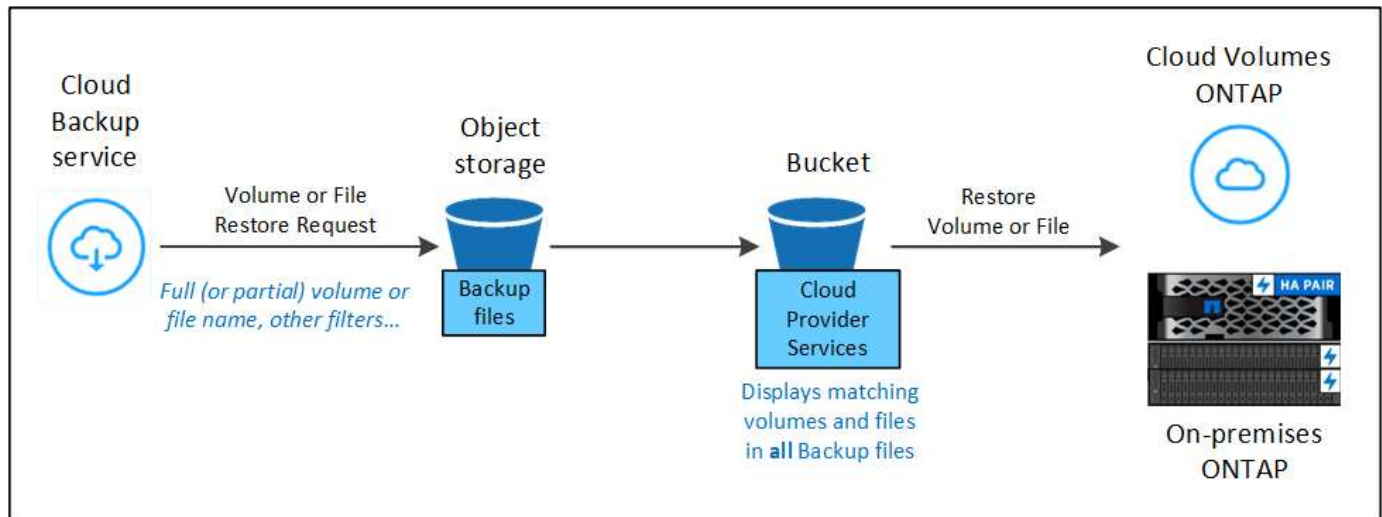 Cloud
Backup
service
Volume or File
Restore Request
Full (or partial) volume or
file name, other filters...
Object
storage
Backup
files
Bucket
Cloud
Provider
Services
Displays matching
volumes and files
in all Backup files
Restore
Volume or File
Cloud Volumes
ONTAP
HA PAIR
On-premises
ONTAP